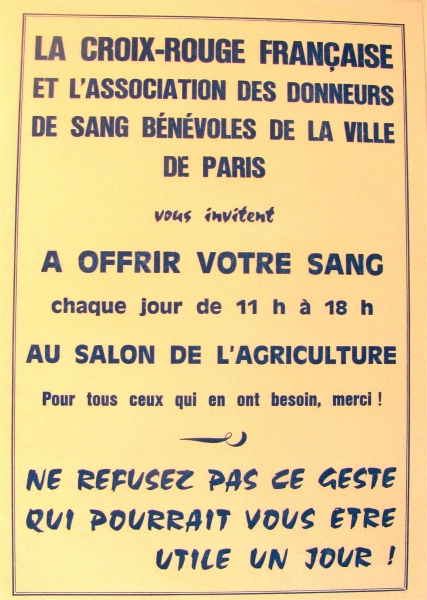 LA CROIX-ROUGE FRANÇAISE
ET L'ASSOCIATION DES DONNEURS
DE SANG BÉNÉVOLES DE LA VILLE
DE PARIS
vous invitent
A OFFRIR VOTRE SANG
chaque jour de 11 h à 18 h
AU SALON DE L'AGRICULTURE
Pour tous ceux qui en ont besoin, merci !
NE REFUSEZ PAS CE GESTE
QUI POURRAIT VOUS ETRE
UTILE UN JOUR !